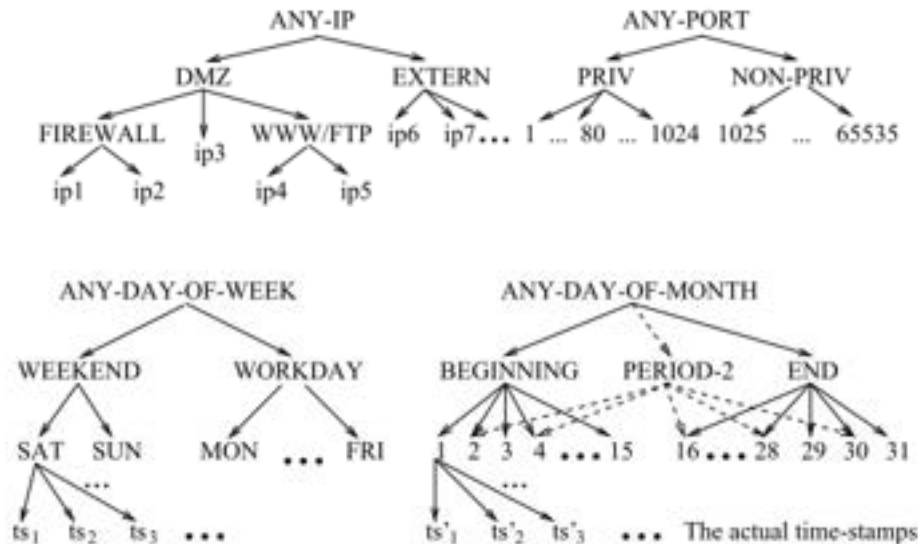 ANY-IP ANY-PORT
DMZ EXTERN PRIV NON-PRIV
FIREWALL ip3 WWW/FTP ip6 ip7 ... 1 ... 80 ... 1024 1025 ... 65535
ip1 ip2 ip4 ip5
ANY-DAY-OF-WEEK ANY-DAY-OF-MONTH
WEEKEND WORKDAY BEGINNING PERIOD-2 END
SAT SUN MON ... FRI 1 2 3 4 ... 15 16 ... 28 29 30 31
... ...
ts1 ts2 ts3 ... ts'1 ts'2 ts'3 ... The actual time-stamps